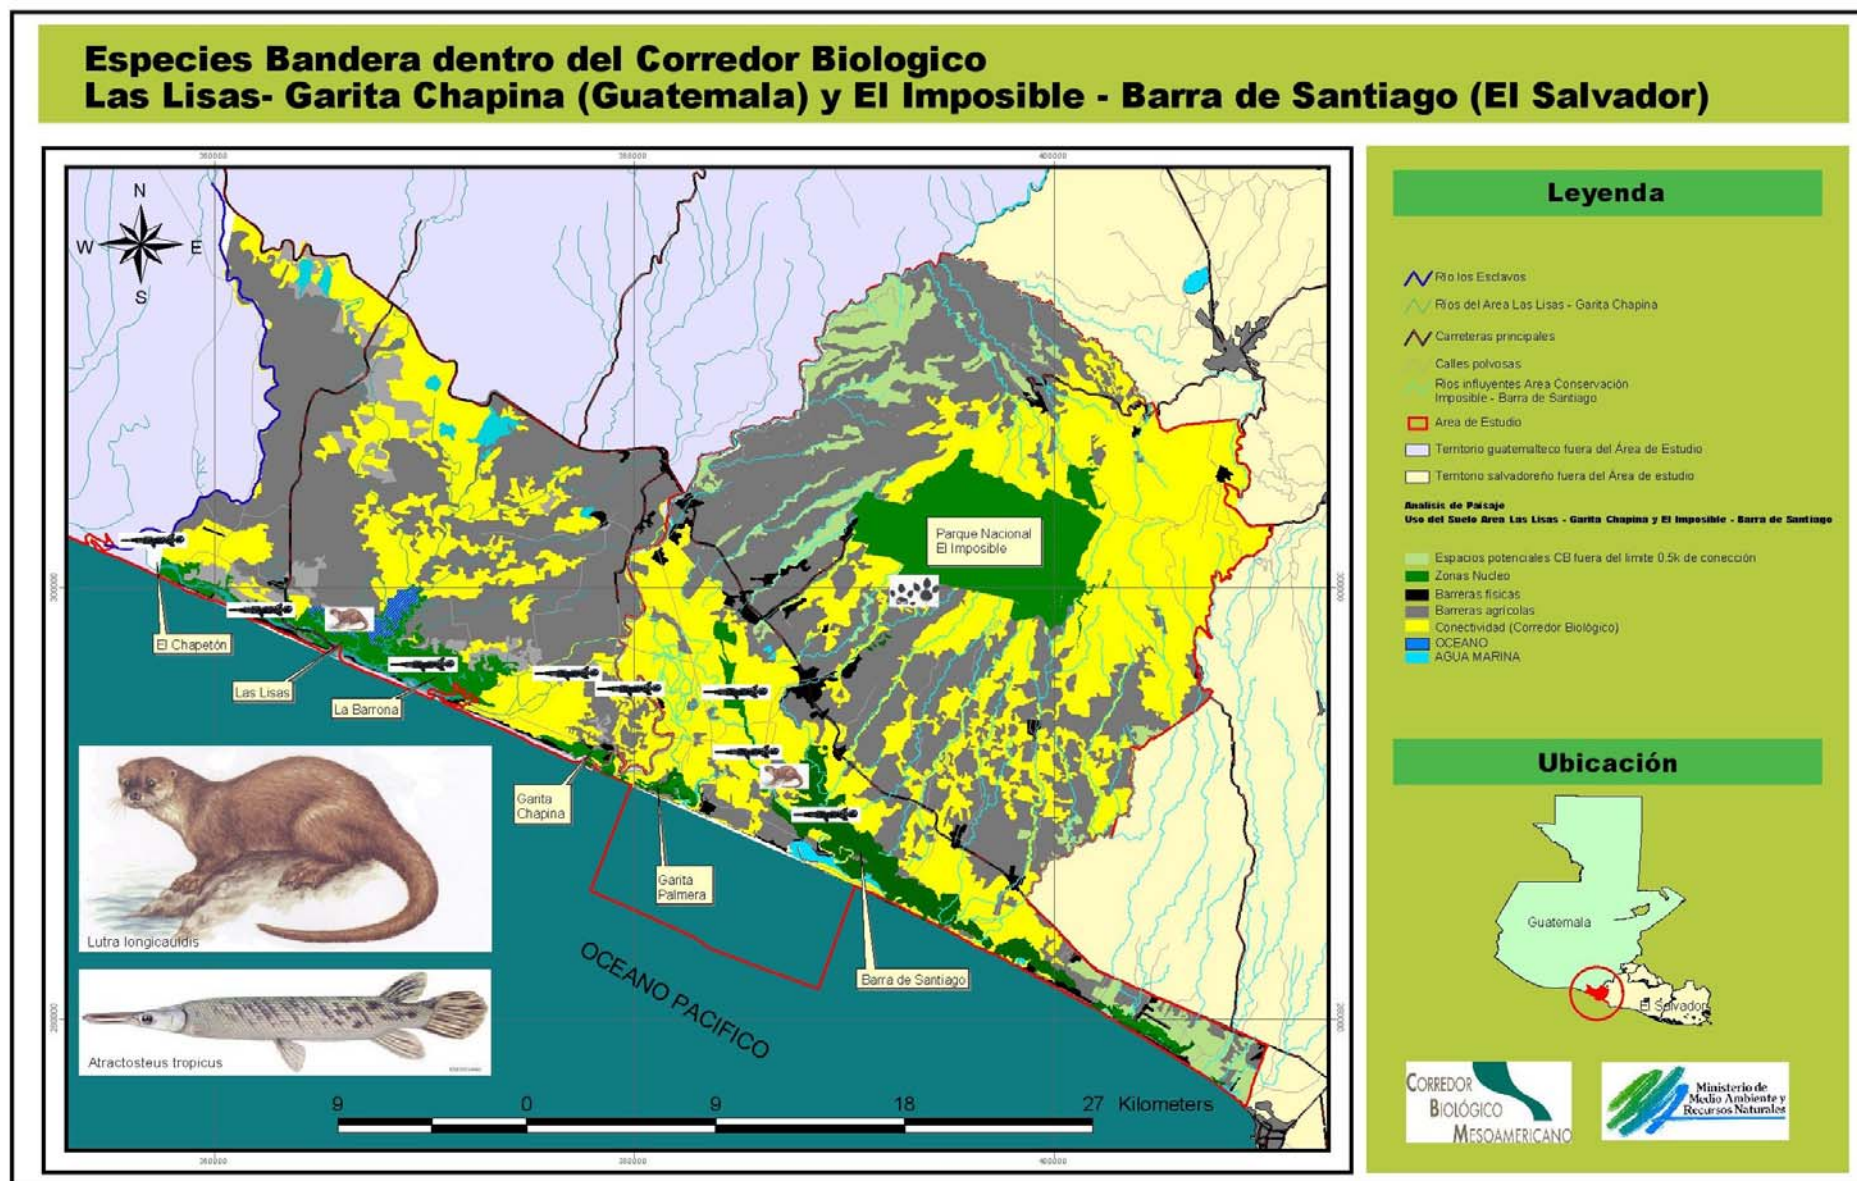 Especies Bandera dentro del Corredor Biologico
Las Lisas- Garita Chapina (Guatemala) y El Imposible - Barra de Santiago (El Salvador)
N
W
E
S
Parque Nacional
El Imposible
El Chapetón
Las Lisas
La Barrona
Garita
Chapina
Garita
Palmera
Barra de Santiago
OCEANO PACIFICO
Lutra longicauidis
Atractosteus tropicus
9 0 9 18 27 Kilometers
Leyenda
Rio los Esclavos
Rios del Area Las Lisas - Garita Chapina
Carreteras principales
Calles polvosas
Rios influyentes Area Conservación
Imposible - Barra de Santiago
Area de Estudio
Territorio guatemalteco fuera del Área de Estudio
Territorio salvadoreño fuera del Área de estudio
Analisis de Paisaje
Uso del Suelo Area Las Lisas - Garita Chapina y El Imposible - Barra de Santiago
Espacios potenciales CB fuera del limite 0.5k de conección
Zonas Nucleo
Barreras físicas
Barreras agrícolas
Conectividad (Corredor Biológico)
OCEANO
AGUA MARINA
Ubicación
Guatemala
El Salvador
CORREDOR
BIOLÓGICO
MESOAMERICANO
Ministerio de
Medio Ambiente y
Recursos Naturales